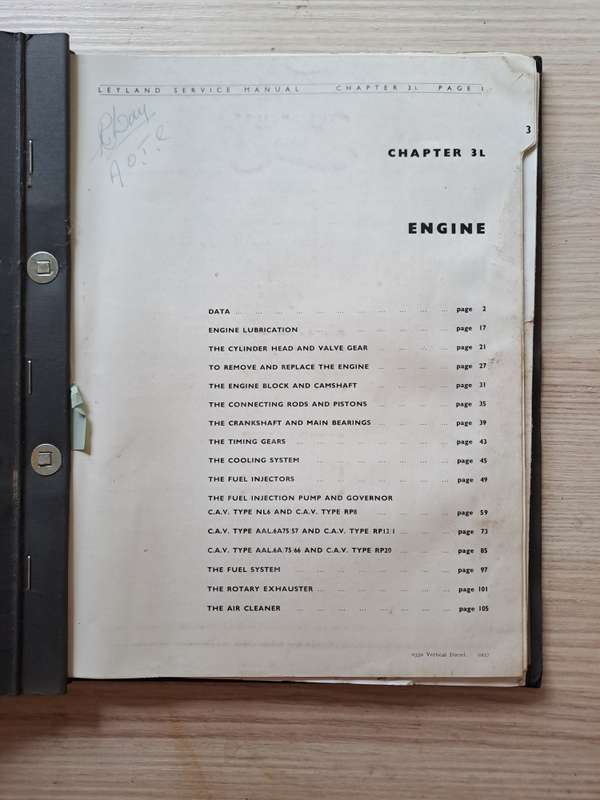 LEYLAND SERVICE MANUAL CHAPTER 3L PAGE 1
R Day
A.O.T.C
3
CHAPTER 3L
ENGINE
DATA ... page 2
ENGINE LUBRICATION ... page 17
THE CYLINDER HEAD AND VALVE GEAR ... page 21
TO REMOVE AND REPLACE THE ENGINE ... page 27
THE ENGINE BLOCK AND CAMSHAFT ... page 31
THE CONNECTING RODS AND PISTONS ... page 35
THE CRANKSHAFT AND MAIN BEARINGS ... page 39
THE TIMING GEARS ... page 43
THE COOLING SYSTEM ... page 45
THE FUEL INJECTORS ... page 49
THE FUEL INJECTION PUMP AND GOVERNOR
C.A.V. TYPE NL6 AND C.A.V. TYPE RP8 ... page 59
C.A.V. TYPE AAL.6A75/57 AND C.A.V. TYPE RP12/1 ... page 73
C.A.V. TYPE AAL.6A.75/66 AND C.A.V. TYPE RP20 ... page 85
THE FUEL SYSTEM ... page 97
THE ROTARY EXHAUSTER ... page 101
THE AIR CLEANER ... page 105
Vertical Diesel.